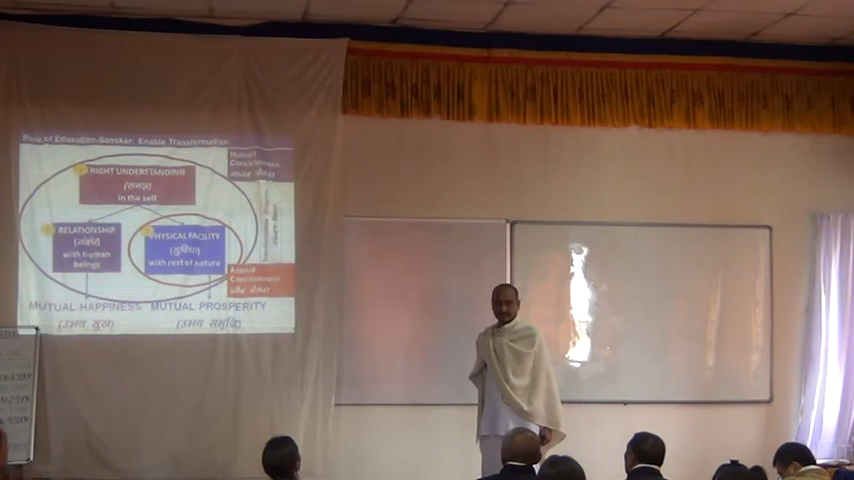 Role of Education-Sanskar: Enable Transformation
Human
Consciousness
मानव चेतना
1
RIGHT UNDERSTANDING
(समझ)
in the self
RELATIONSHIP
(संबंध)
with human
beings
PHYSICAL FACILITY
(सुविधा)
with rest of nature
Animal
Consciousness
जीव चेतना
MUTUAL HAPPINESS MUTUAL PROSPERITY
(उभय सुख) (उभय समृद्धि)